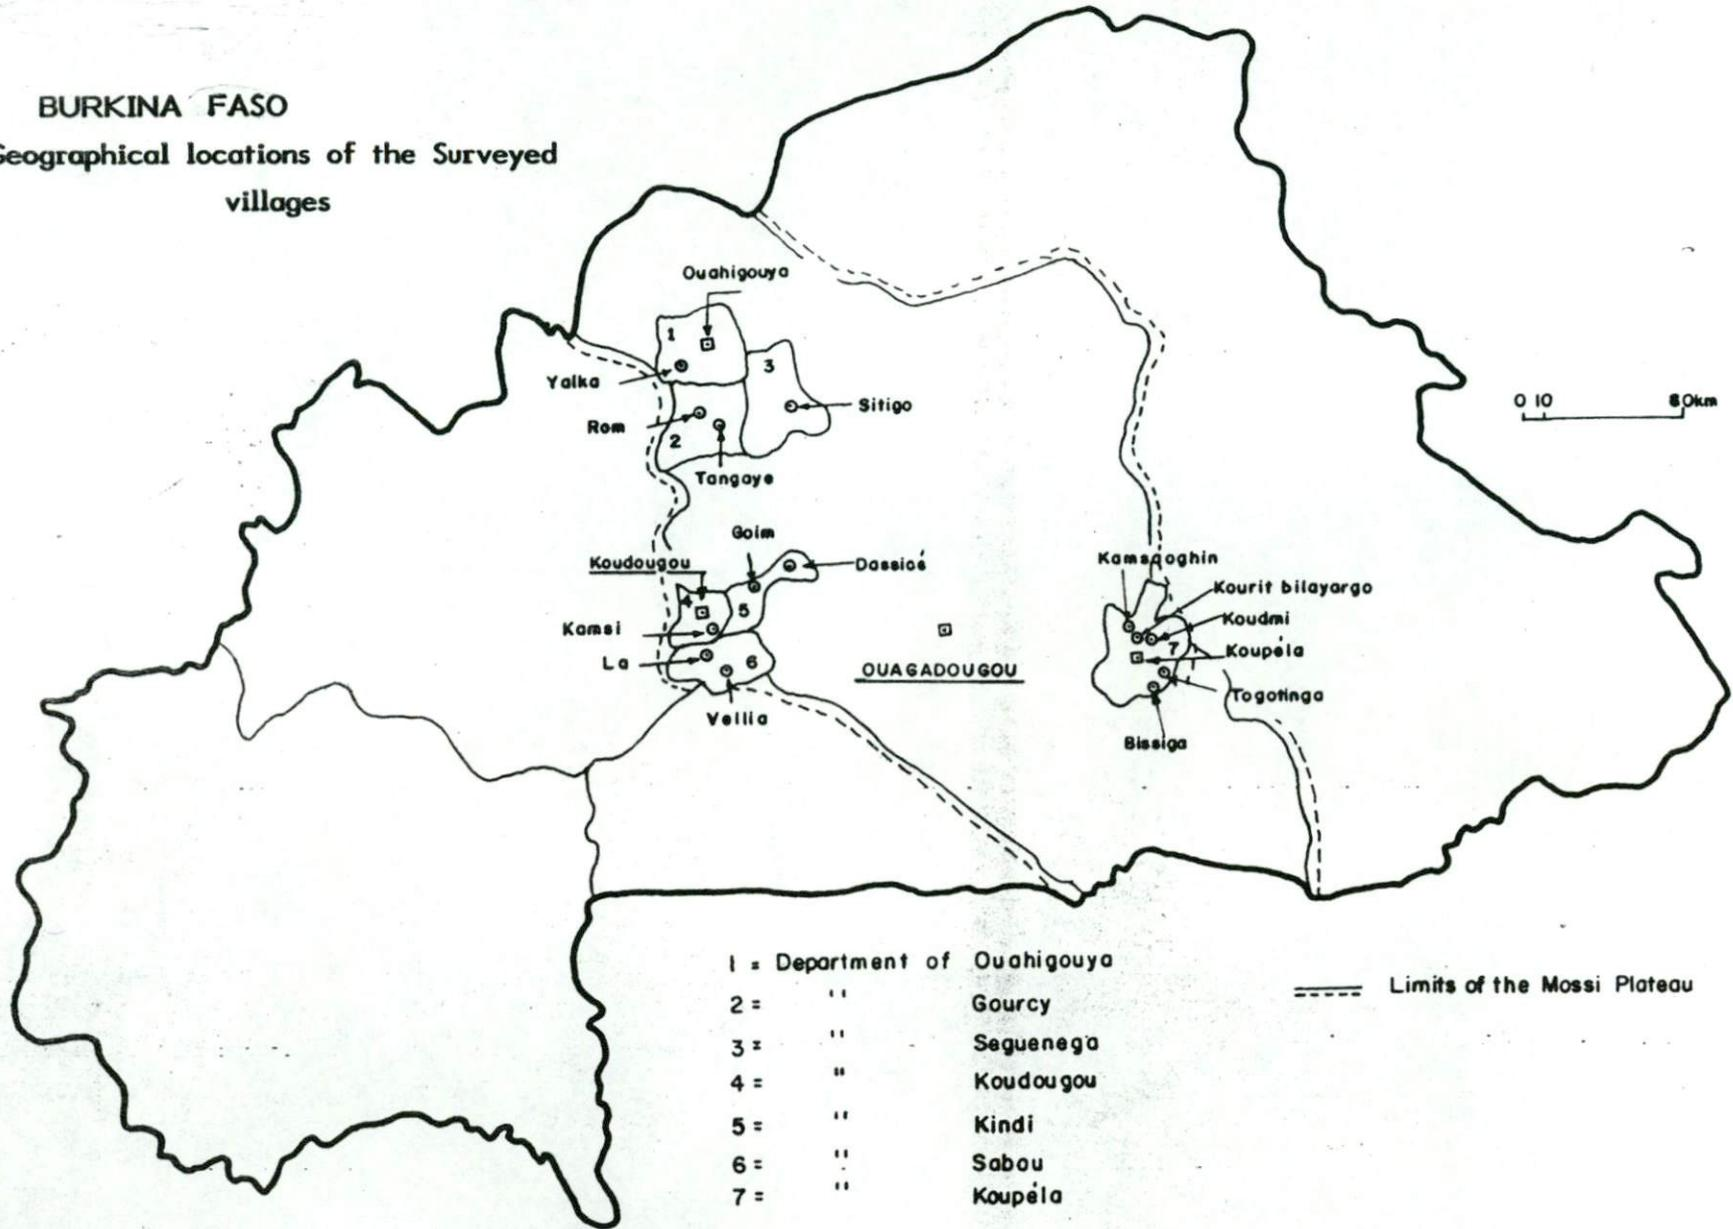 BURKINA FASO
Geographical locations of the Surveyed
villages
Ouahigouya
1
3
Yalka
Sitigo
Rom
2
Tangaye
0 10 80km
Goim
Koudougou
Dassioé
4
5
Kamsi
La
6
Vellia
OUAGADOUGOU
Kamsaoghin
Kourit bilayargo
Koudmi
7
Koupéla
Togotinga
Bissiga
1 = Department of Ouahigouya
2 = " Gourcy
3 = " Seguenega
4 = " Koudougou
5 = " Kindi
6 = " Sabou
7 = " Koupéla
Limits of the Mossi Plateau